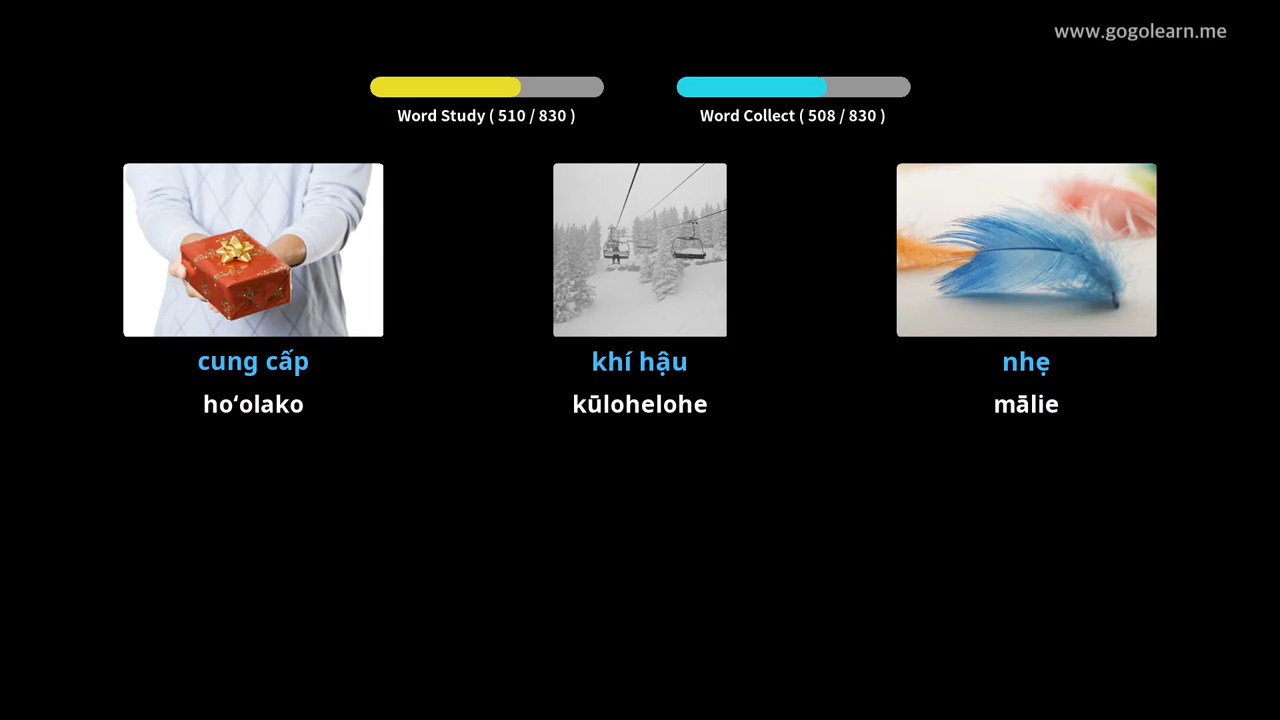 www.gogolearn.me
Word Study ( 510 / 830 )
Word Collect ( 508 / 830 )
cung cấp
khí hậu
nhẹ
hoʻolako
kūlohelohe
mālie